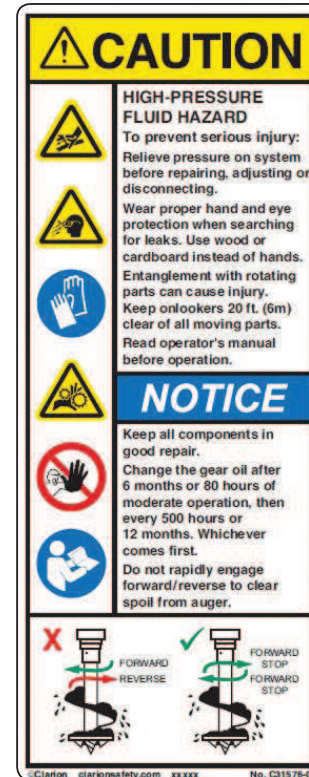 CAUTION
HIGH-PRESSURE
FLUID HAZARD
To prevent serious injury:
Relieve pressure on system
before repairing, adjusting or
disconnecting.
Wear proper hand and eye
protection when searching
for leaks. Use wood or
cardboard instead of hands.
Entanglement with rotating
parts can cause injury.
Keep onlookers 20 ft. (6m)
clear of all moving parts.
Read operator's manual
before operation.
NOTICE
Keep all components in
good repair.
Change the gear oil after
6 months or 80 hours of
moderate operation, then
every 500 hours or
12 months. Whichever
comes first.
Do not rapidly engage
forward/reverse to clear
spoil from auger.
X
FORWARD
REVERSE
FORWARD
STOP
FORWARD
STOP
©Clarion clarionsafety.com xxxxx No. C31576-